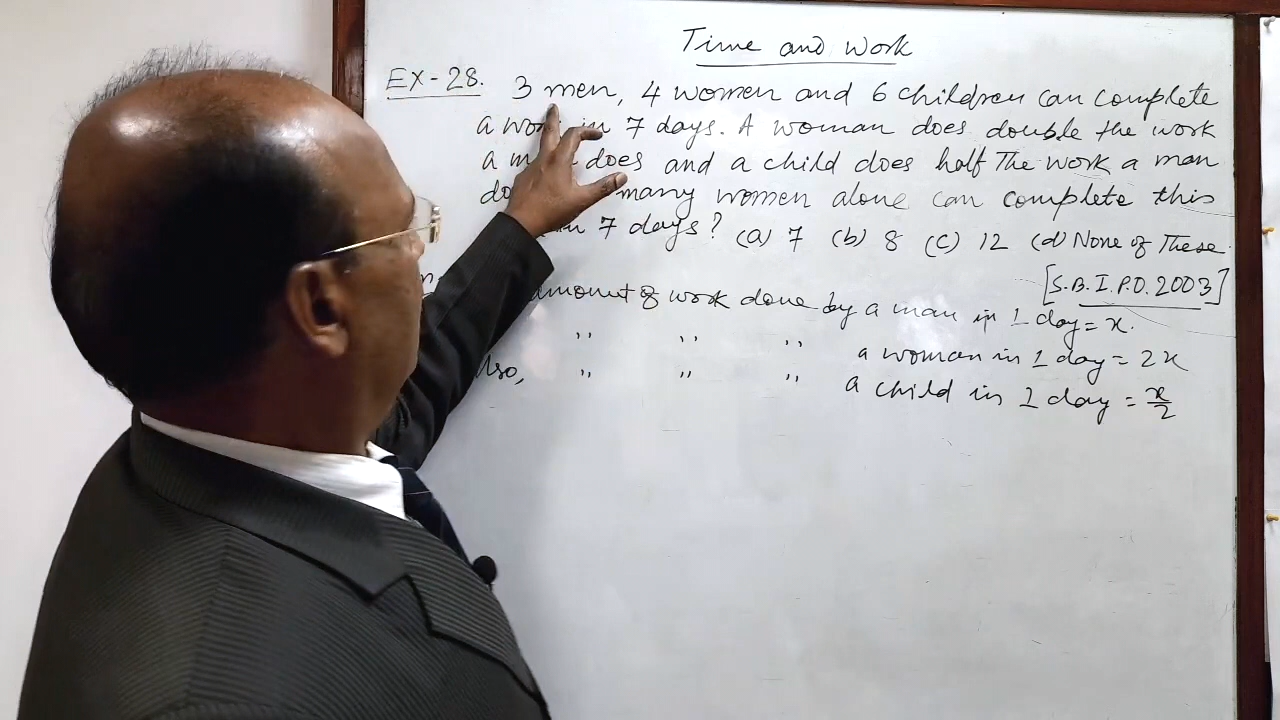 Time and Work
EX-28. 3 men, 4 women and 6 children can complete
a work in 7 days. A woman does double the work
a m does and a child does half The work a man
do many women alone can complete this
in 7 days? (a) 7 (b) 8 (c) 12 (d) None of These.
[S.B.I.P.O. 2003]
amount of work done by a man in 1 day = x.
,, ,, ,, a woman in 1 day = 2x
Also, ,, ,, ,, a child in 1 day = x/2